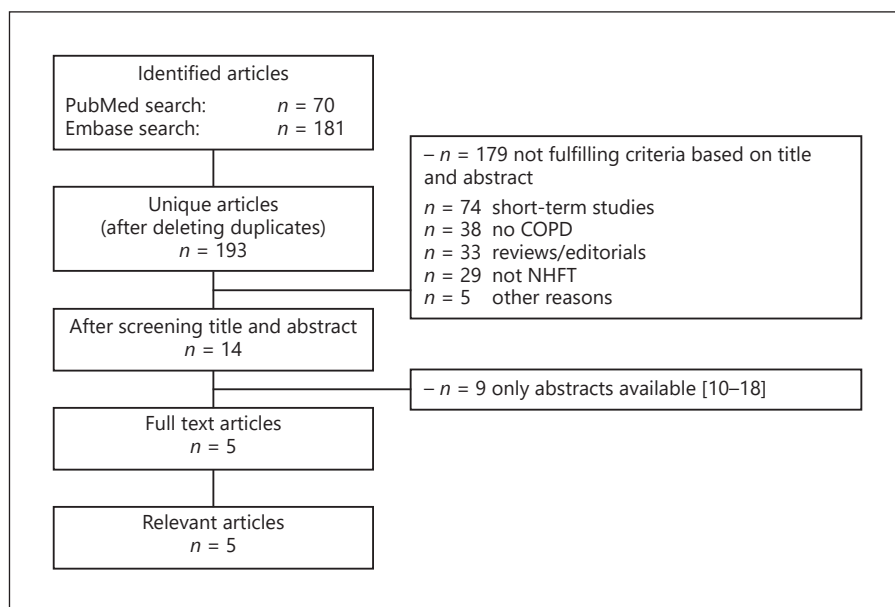 Identified articles
PubMed search: n = 70
Embase search: n = 181
– n = 179 not fulfilling criteria based on title
and abstract
n = 74 short-term studies
n = 38 no COPD
n = 33 reviews/editorials
n = 29 not NHFT
n = 5 other reasons
Unique articles
(after deleting duplicates)
n = 193
After screening title and abstract
n = 14
– n = 9 only abstracts available [10–18]
Full text articles
n = 5
Relevant articles
n = 5